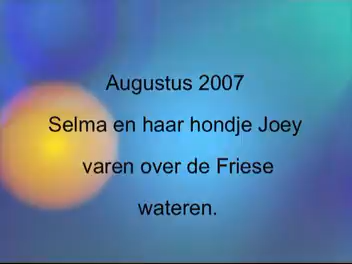 Augustus 2007
Selma en haar hondje Joey
varen over de Friese
wateren.